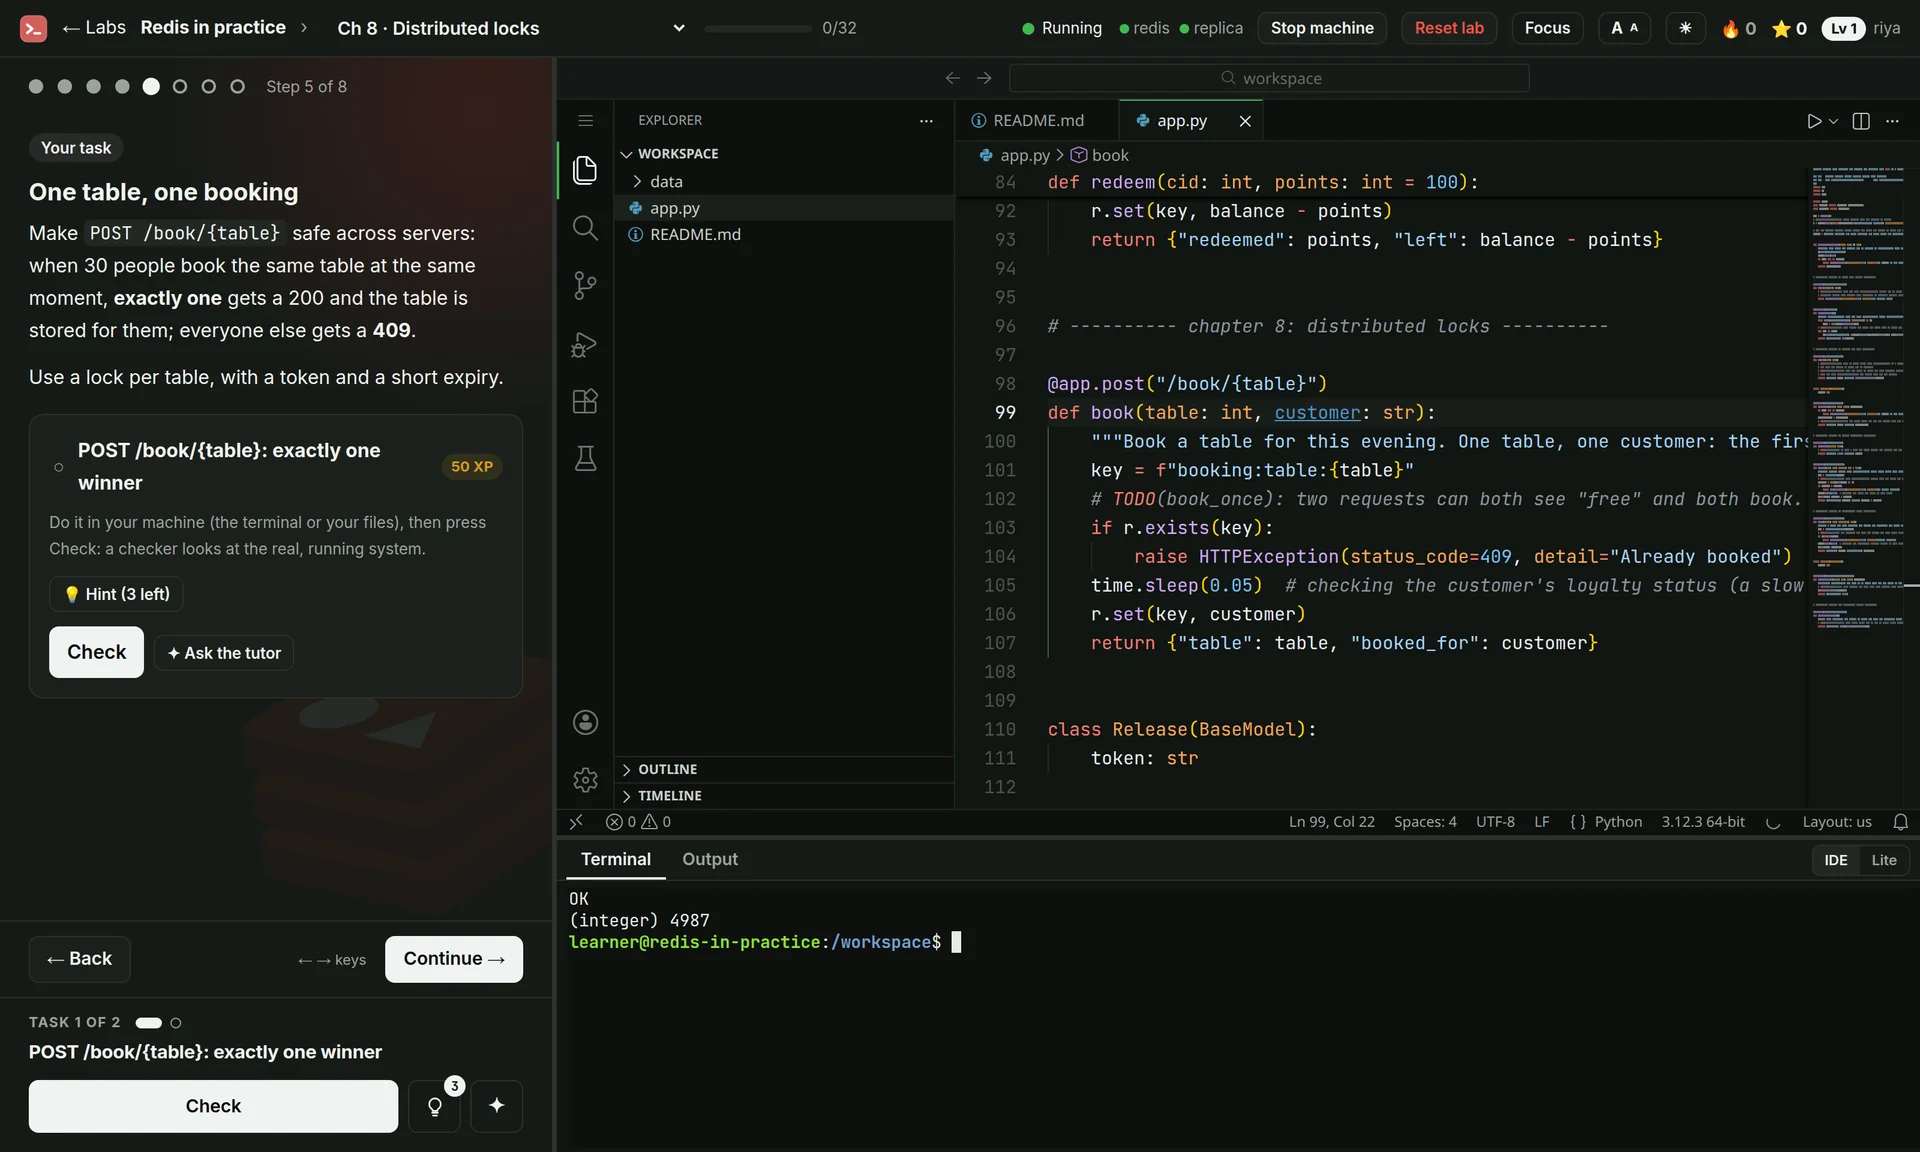 ← Labs Redis in practice › Ch 8 · Distributed locks 0/32 Running redis replica Stop machine Reset lab Focus A A 0 0 Lv 1 riya
Step 5 of 8
Your task
One table, one booking
Make POST /book/{table} safe across servers:
when 30 people book the same table at the same
moment, exactly one gets a 200 and the table is
stored for them; everyone else gets a 409.
Use a lock per table, with a token and a short expiry.
POST /book/{table}: exactly one
winner
50 XP
Do it in your machine (the terminal or your files), then press
Check: a checker looks at the real, running system.
Hint (3 left)
Check
Ask the tutor
← Back
← → keys
Continue →
TASK 1 OF 2
POST /book/{table}: exactly one winner
Check
3
workspace
EXPLORER
WORKSPACE
data
app.py
README.md
OUTLINE
TIMELINE
README.md
app.py
app.py > book
84 def redeem(cid: int, points: int = 100):
92 r.set(key, balance - points)
93 return {"redeemed": points, "left": balance - points}
94
95
96 # ---------- chapter 8: distributed locks ----------
97
98 @app.post("/book/{table}")
99 def book(table: int, customer: str):
100 """Book a table for this evening. One table, one customer: the firs
101 key = f"booking:table:{table}"
102 # TODO(book_once): two requests can both see "free" and both book.
103 if r.exists(key):
104 raise HTTPException(status_code=409, detail="Already booked")
105 time.sleep(0.05) # checking the customer's loyalty status (a slow
106 r.set(key, customer)
107 return {"table": table, "booked_for": customer}
108
109
110 class Release(BaseModel):
111 token: str
112
0 0
Ln 99, Col 22 Spaces: 4 UTF-8 LF { } Python 3.12.3 64-bit Layout: us
Terminal Output
IDE Lite
OK
(integer) 4987
learner@redis-in-practice:/workspace$